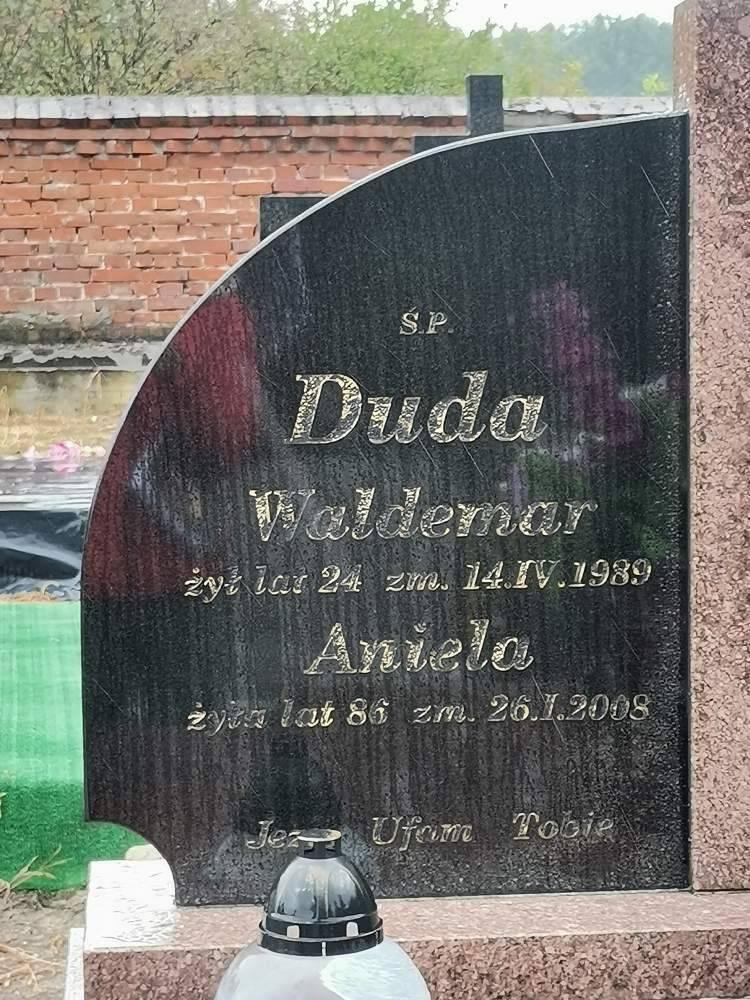 Ś.P.
Duda
Waldemar
żył lat 24 zm. 14.IV.1989
Aniela
żyła lat 86 zm. 26.I.2008
Ufam Tobie